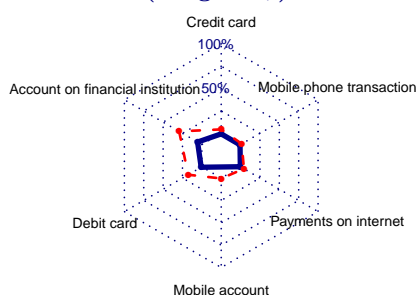 Credit card
100%
Account on financial institution
50%
Mobile phone transaction
Debit card
Payments on internet
Mobile account